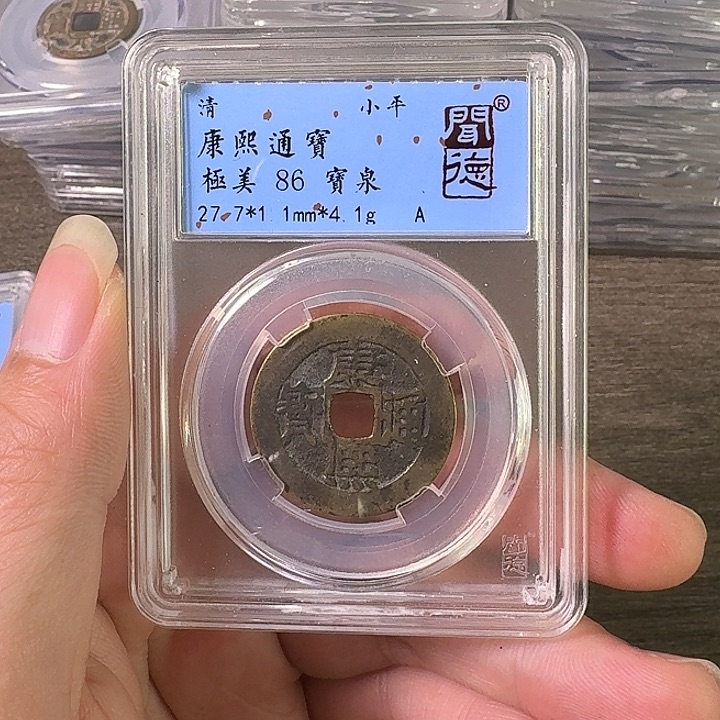 清 小平
康熙通寶
極美 86 寶泉
27.7*1.1mm*4.1g A
聞德®
康熙通寶